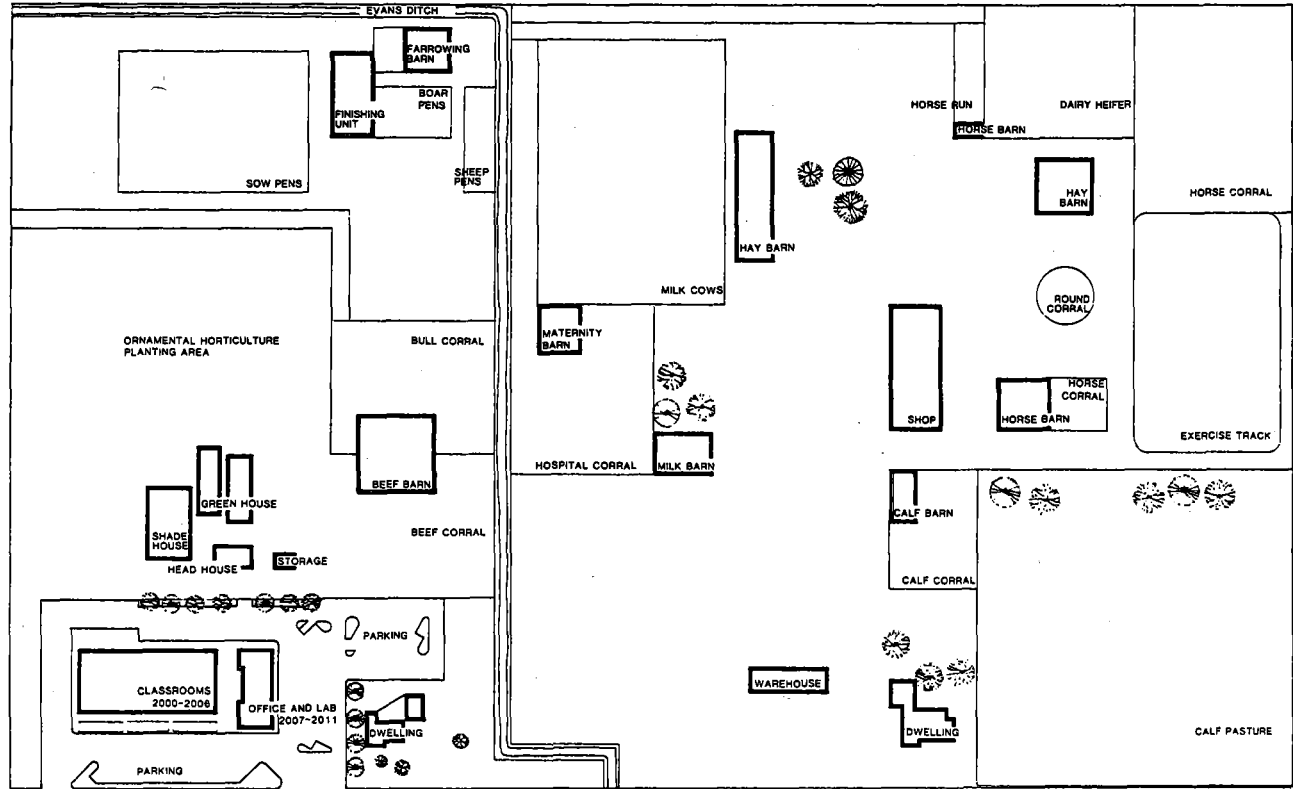 EVANS DITCH
FARROWING
BARN
BOAR
PENS
FINISHING
UNIT
SHEEP
PENS
SOW PENS
HORSE RUN
DAIRY HEIFER
HORSE BARN
HAY
BARN
HORSE CORRAL
HAY BARN
MILK COWS
ROUND
CORRAL
ORNAMENTAL HORTICULTURE
PLANTING AREA
BULL CORRAL
MATERNITY
BARN
HORSE
CORRAL
SHOP
HORSE BARN
EXERCISE TRACK
HOSPITAL CORRAL
MILK BARN
BEEF BARN
GREEN HOUSE
CALF BARN
SHADE
HOUSE
BEEF CORRAL
HEAD HOUSE
STORAGE
CALF CORRAL
PARKING
CLASSROOMS
2000-2006
OFFICE AND LAB
2007-2011
DWELLING
WAREHOUSE
DWELLING
CALF PASTURE
PARKING